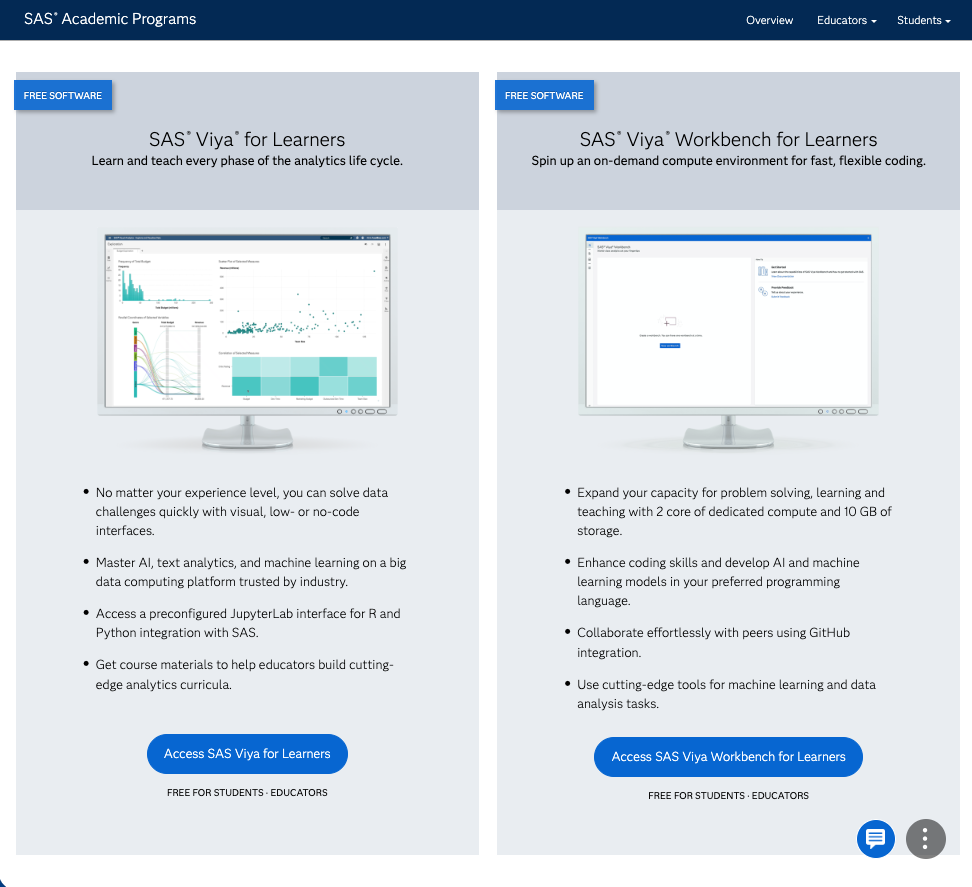 SAS® Academic Programs
Overview
Educators
Students
FREE SOFTWARE
SAS® Viya® for Learners
Learn and teach every phase of the analytics life cycle.
• No matter your experience level, you can solve data
challenges quickly with visual, low- or no-code
interfaces.
• Master AI, text analytics, and machine learning on a big
data computing platform trusted by industry.
• Access a preconfigured JupyterLab interface for R and
Python integration with SAS.
• Get course materials to help educators build cutting-
edge analytics curricula.
Access SAS Viya for Learners
FREE FOR STUDENTS · EDUCATORS
FREE SOFTWARE
SAS® Viya® Workbench for Learners
Spin up an on-demand compute environment for fast, flexible coding.
• Expand your capacity for problem solving, learning and
teaching with 2 core of dedicated compute and 10 GB of
storage.
• Enhance coding skills and develop AI and machine
learning models in your preferred programming
language.
• Collaborate effortlessly with peers using GitHub
integration.
• Use cutting-edge tools for machine learning and data
analysis tasks.
Access SAS Viya Workbench for Learners
FREE FOR STUDENTS · EDUCATORS